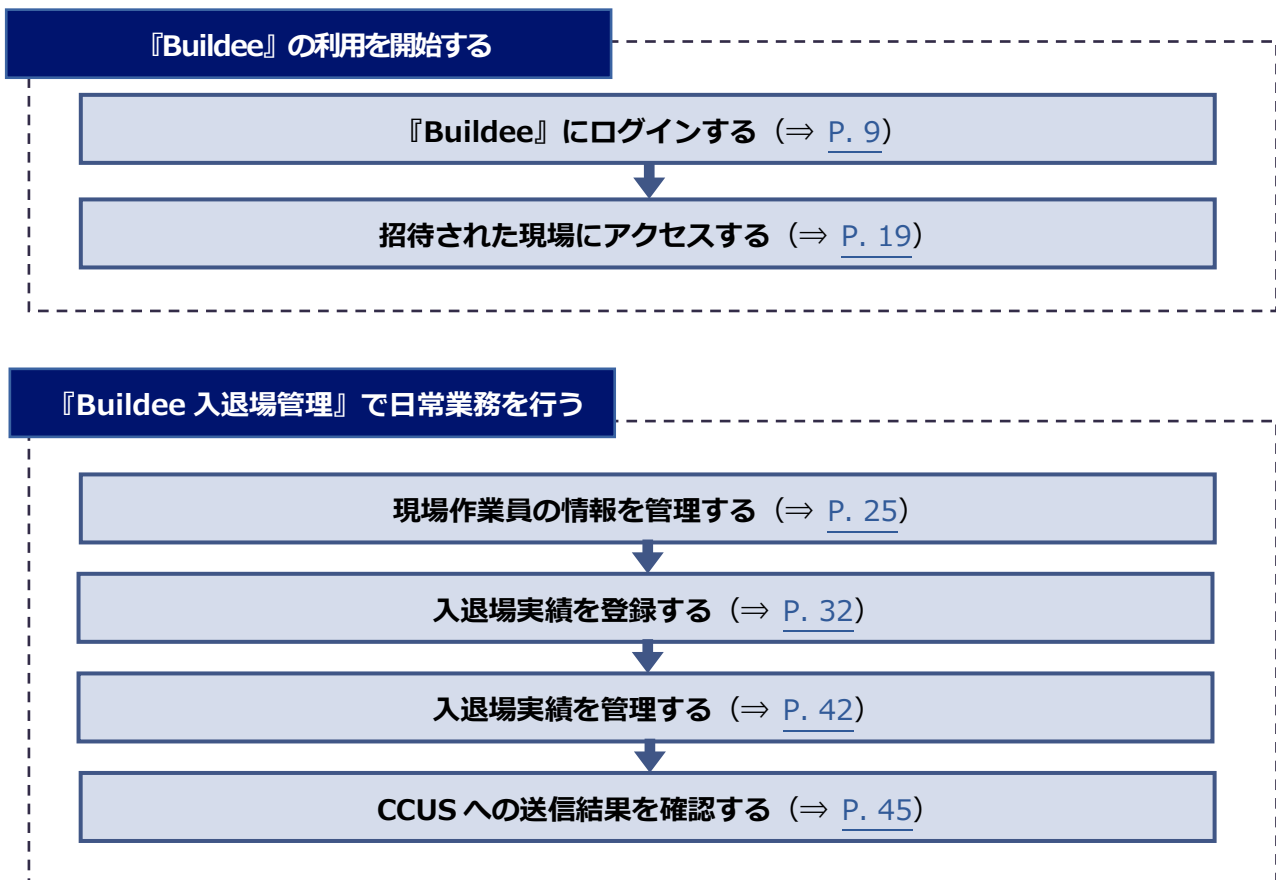 『Buildee』の利用を開始する
『Buildee』にログインする（⇒ P. 9）
招待された現場にアクセスする（⇒ P. 19）
『Buildee 入退場管理』で日常業務を行う
現場作業員の情報を管理する（⇒ P. 25）
入退場実績を登録する（⇒ P. 32）
入退場実績を管理する（⇒ P. 42）
CCUS への送信結果を確認する（⇒ P. 45）